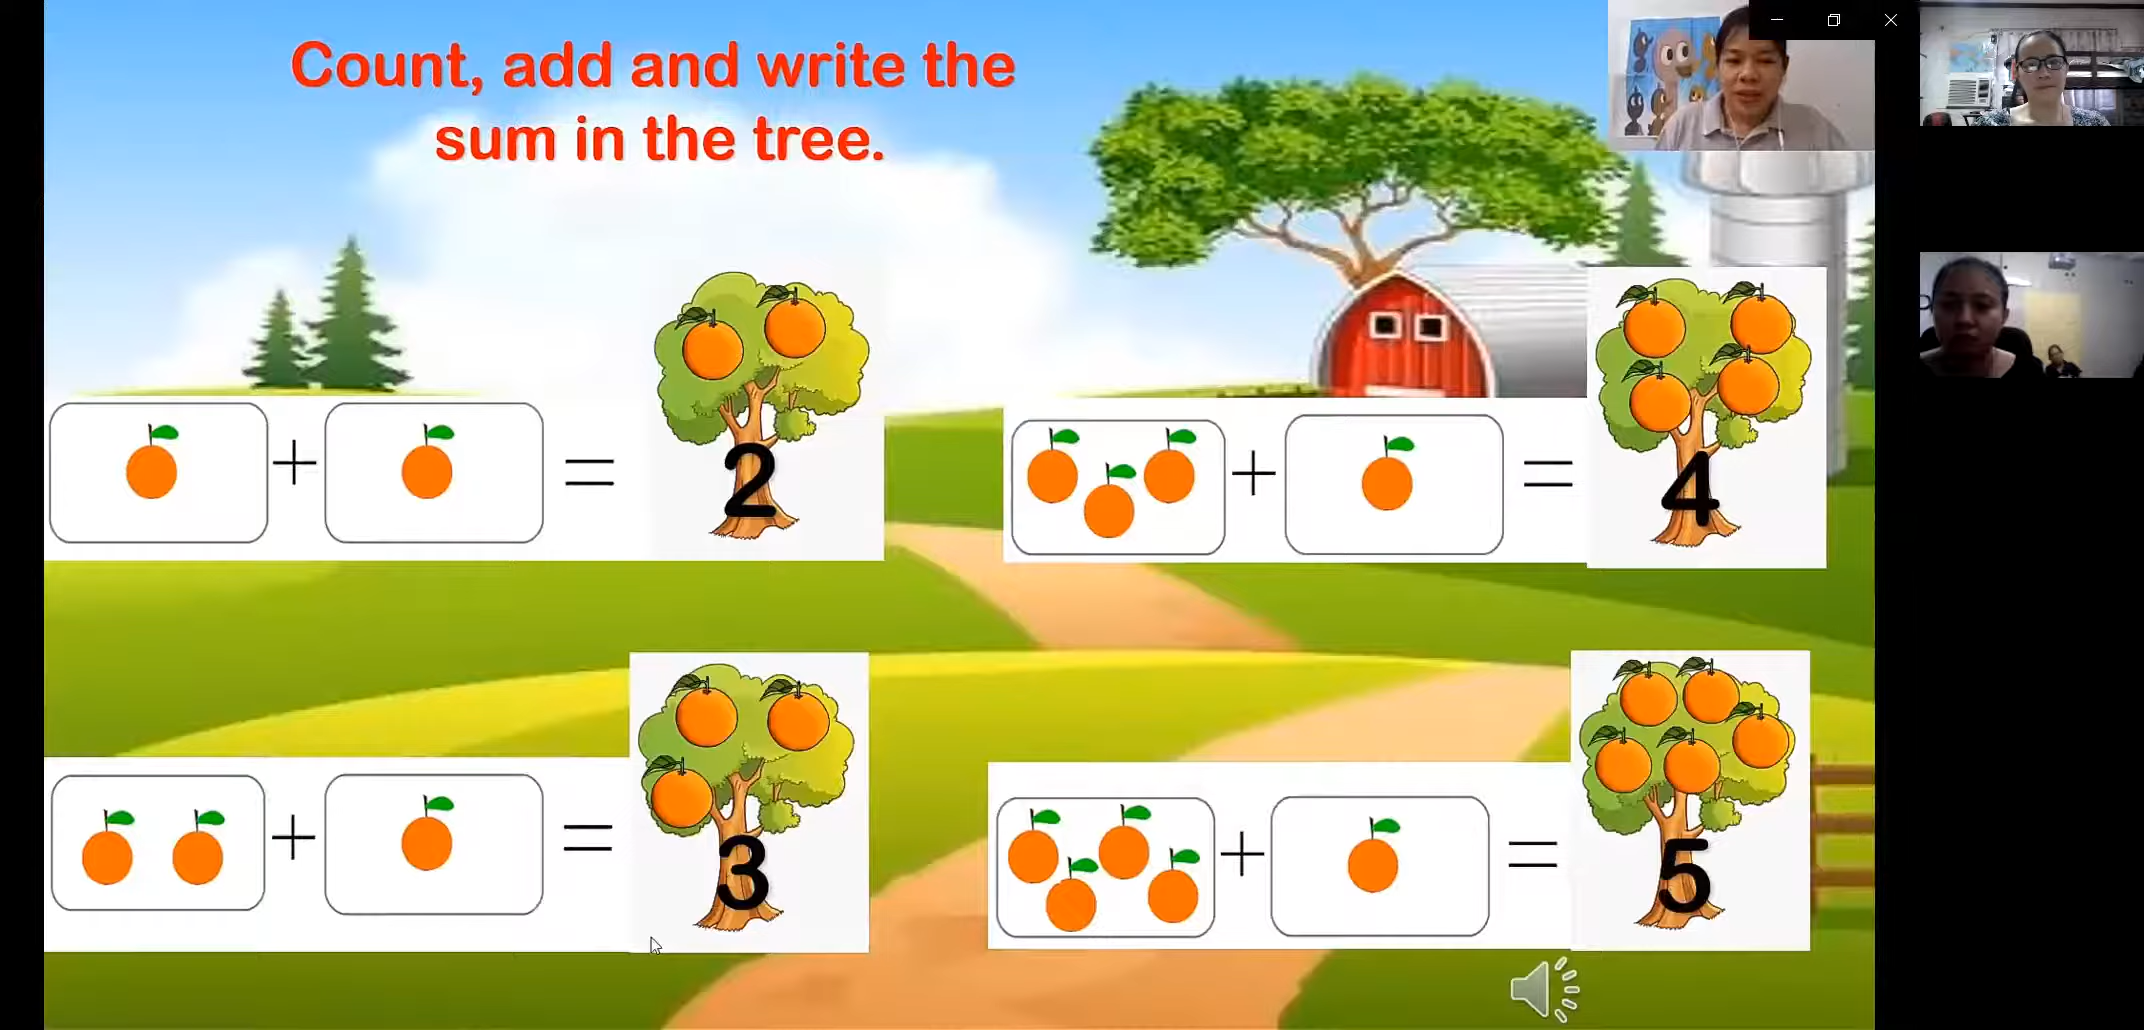 Count, add and write the
sum in the tree.
+ = 2
+ = 4
+ = 3
+ = 5